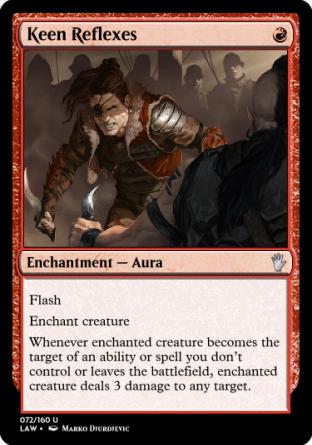 Keen Reflexes
Enchantment — Aura
Flash
Enchant creature
Whenever enchanted creature becomes the
target of an ability or spell you don't
control or leaves the battlefield, enchanted
creature deals 3 damage to any target.
072/160 U
LAW • Marko Djurdjevic